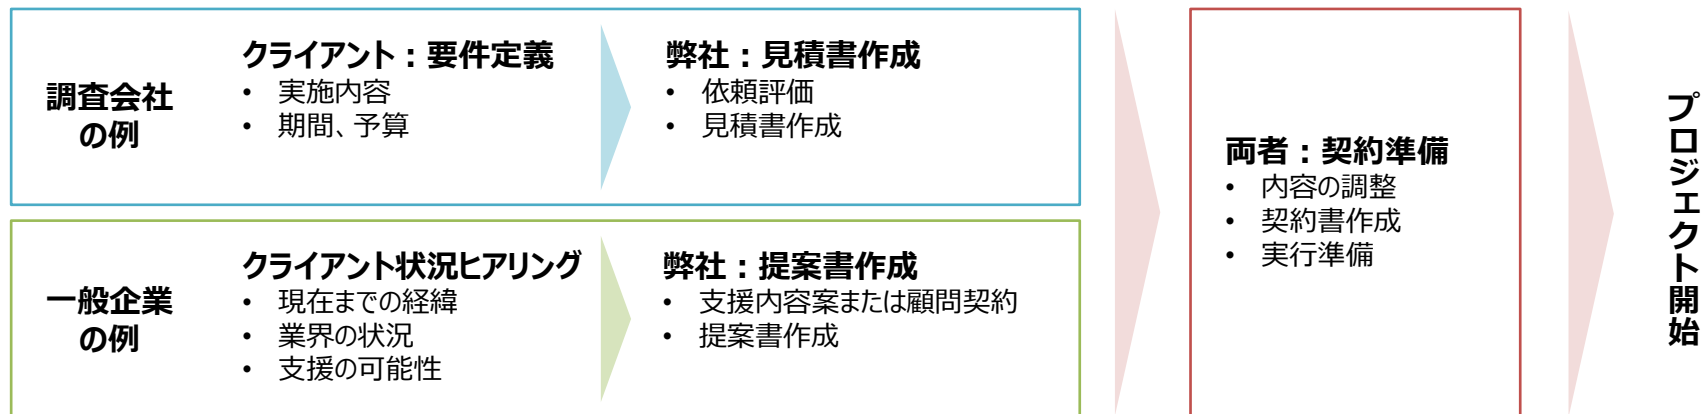 調査会社
の例
クライアント：要件定義
• 実施内容
• 期間、予算
弊社：見積書作成
• 依頼評価
• 見積書作成
一般企業
の例
クライアント状況ヒアリング
• 現在までの経緯
• 業界の状況
• 支援の可能性
弊社：提案書作成
• 支援内容案または顧問契約
• 提案書作成
両者：契約準備
• 内容の調整
• 契約書作成
• 実行準備
プロジェクト開始